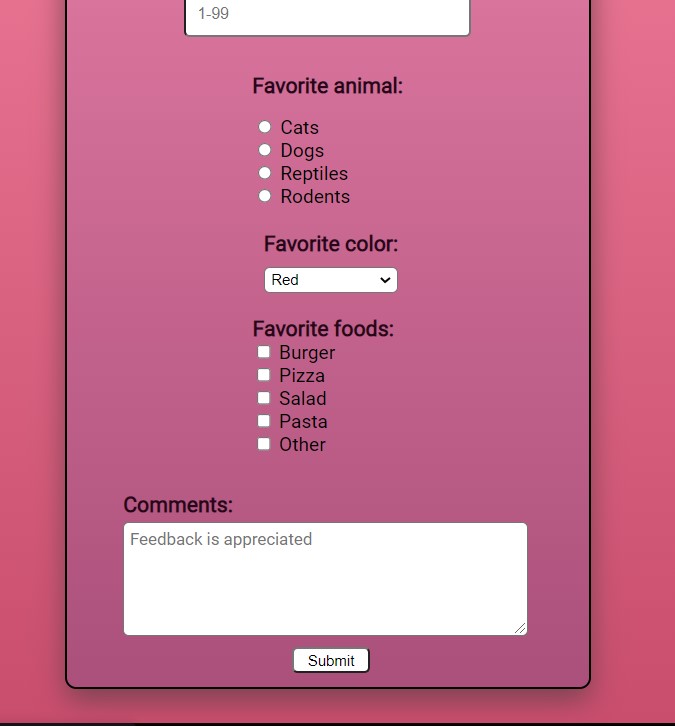 1-99
Favorite animal:
Cats
Dogs
Reptiles
Rodents
Favorite color:
Red
Favorite foods:
Burger
Pizza
Salad
Pasta
Other
Comments:
Feedback is appreciated
Submit